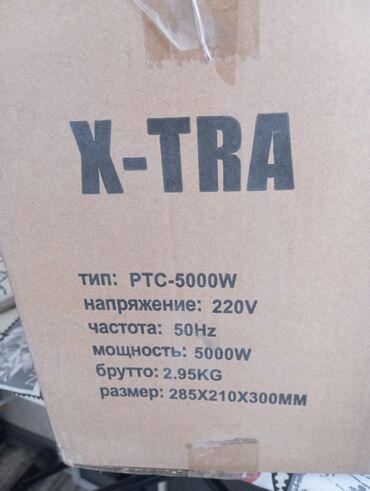 X-TRA
тип: PTC-5000W
напряжение: 220V
частота: 50Hz
мощность: 5000W
брутто: 2.95KG
размер: 285X210X300MM